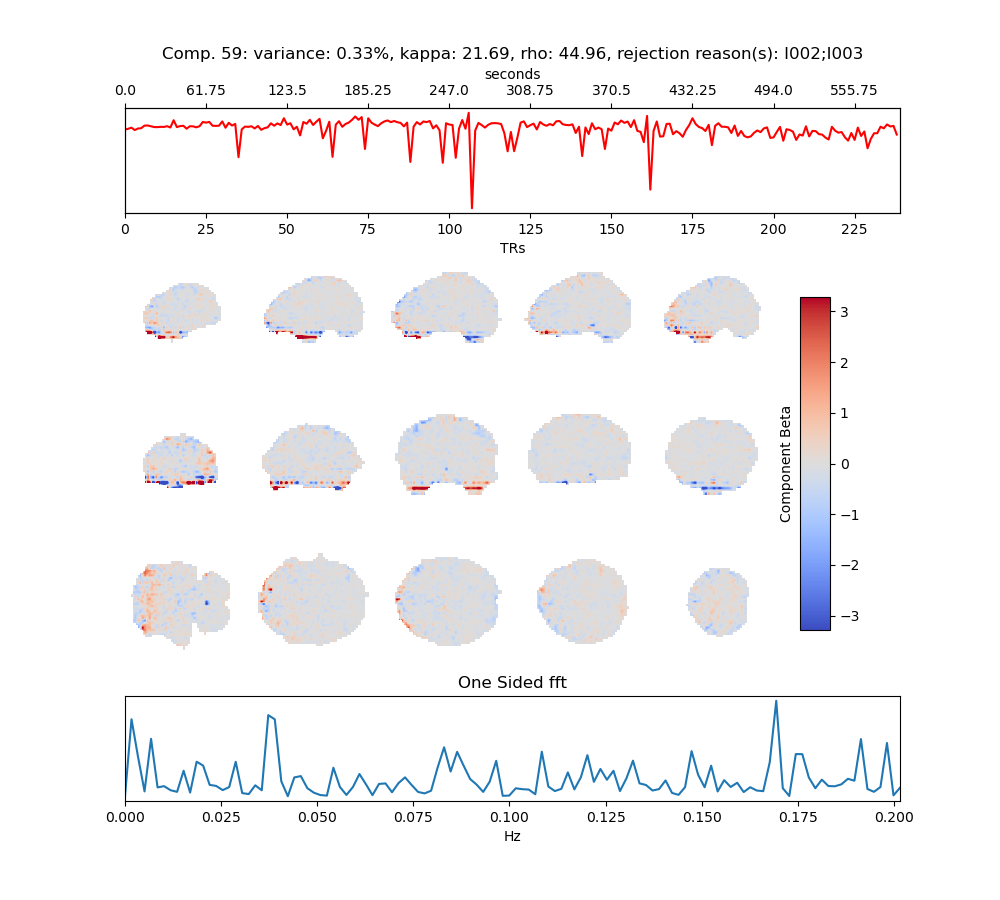 Comp. 59: variance: 0.33%, kappa: 21.69, rho: 44.96, rejection reason(s): I002;I003
seconds
0.0 61.75 123.5 185.25 247.0 308.75 370.5 432.25 494.0 555.75
0 25 50 75 100 125 150 175 200 225
TRs
3
2
1
0
−1
−2
−3
Component Beta
One Sided fft
0.000 0.025 0.050 0.075 0.100 0.125 0.150 0.175 0.200
Hz